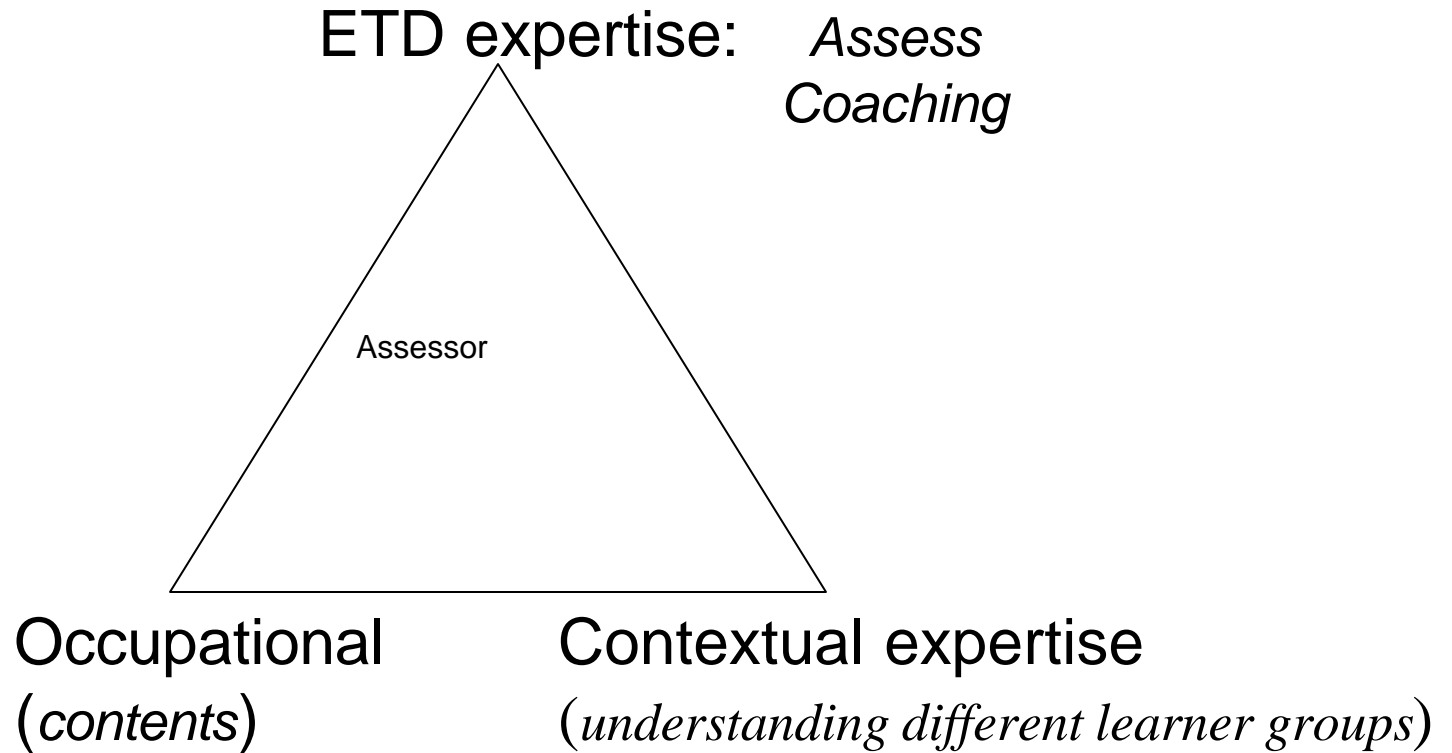 ETD expertise: Assess
Coaching
Assessor
Occupational Contextual expertise
(contents) (understanding different learner groups)